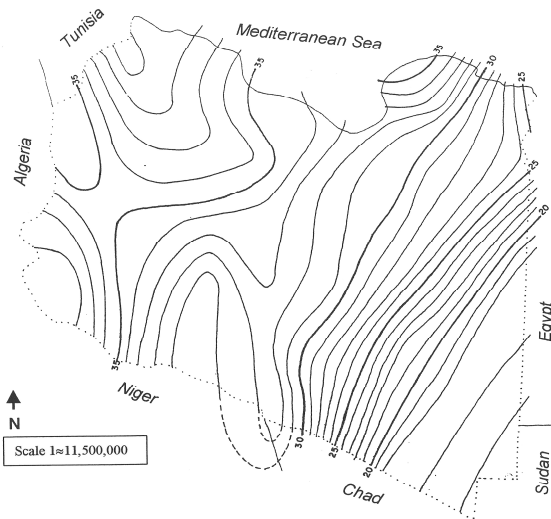 Tunisia
Mediterranean Sea
35
30
25
35
35
Algeria
25
20
Egypt
35
Niger
30
25
20
N
Scale 1≈11,500,000
Chad
Sudan